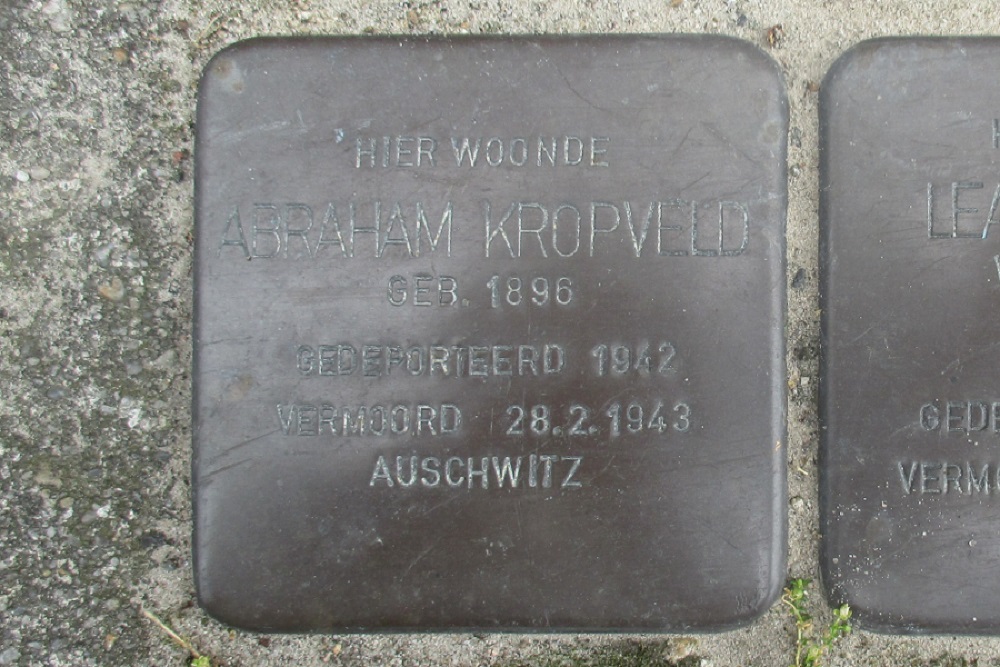 HIER WOONDE
ABRAHAM KROPVELD
GEB. 1896
GEDEPORTEERD 1942
VERMOORD 28.2.1943
AUSCHWITZ